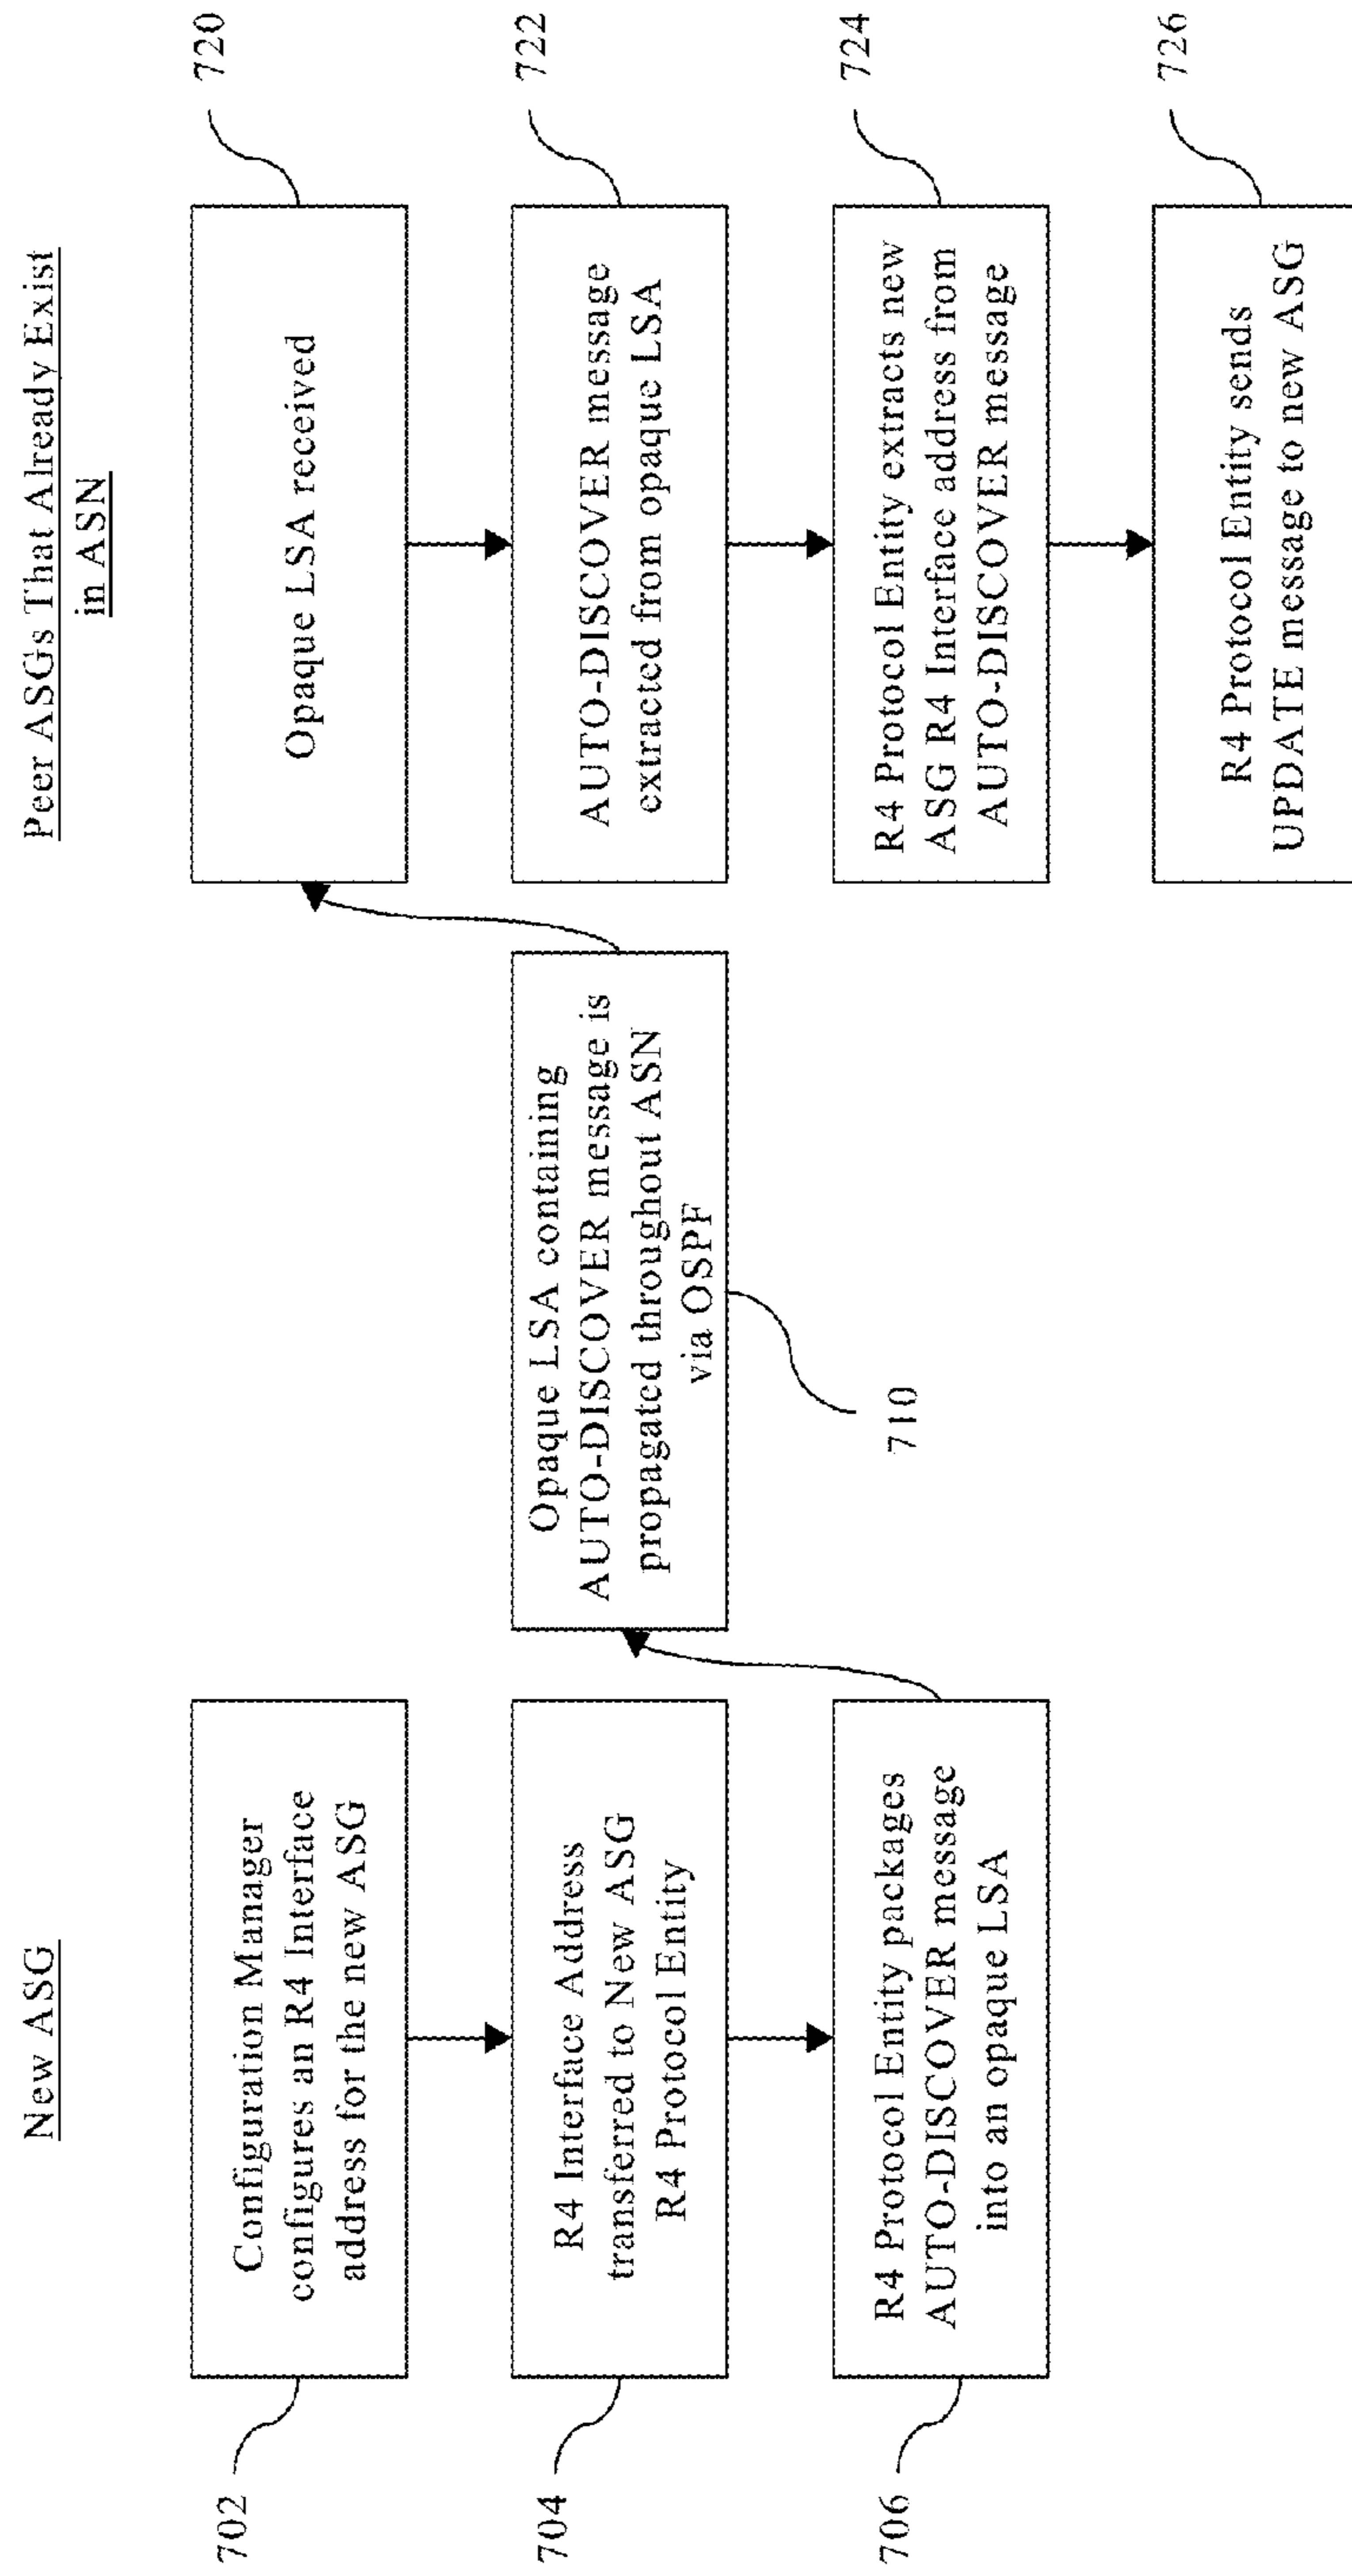 New ASG
702
Configuration Manager
configures an R4 Interface
address for the new ASG
704
R4 Interface Address
transferred to New ASG
R4 Protocol Entity
706
R4 Protocol Entity packages
AUTO-DISCOVER message
into an opaque LSA
Opaque LSA containing
AUTO-DISCOVER message is
propagated throughout ASN
via OSPF
710
Peer ASGs That Already Exist
in ASN
Opaque LSA received
720
AUTO-DISCOVER message
extracted from opaque LSA
722
R4 Protocol Entity extracts new
ASG R4 Interface address from
AUTO-DISCOVER message
724
R4 Protocol Entity sends
UPDATE message to new ASG
726